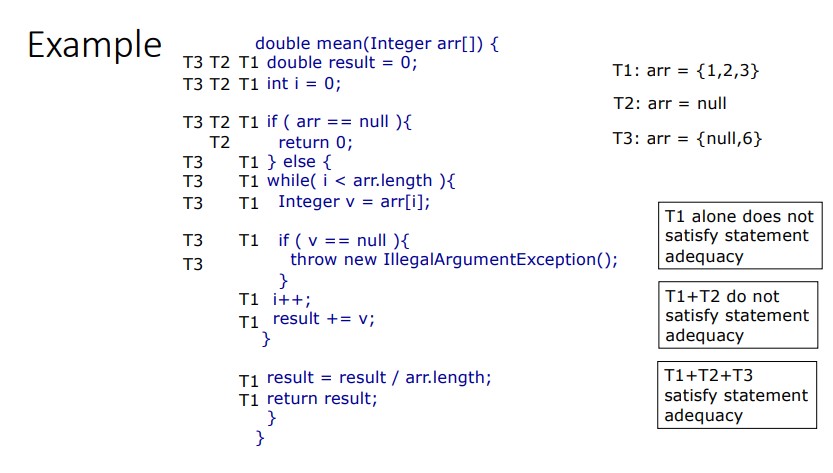 Example
double mean(Integer arr[]) {
T3 T2 T1 double result = 0;
T3 T2 T1 int i = 0;
T3 T2 T1 if ( arr == null ){
T2 return 0;
T3 T1 } else {
T3 T1 while( i < arr.length ){
T3 T1 Integer v = arr[i];
T3 T1 if ( v == null ){
T3 throw new IllegalArgumentException();
}
T1 i++;
T1 result += v;
}
T1 result = result / arr.length;
T1 return result;
}
}
T1: arr = {1,2,3}
T2: arr = null
T3: arr = {null,6}
T1 alone does not
satisfy statement
adequacy
T1+T2 do not
satisfy statement
adequacy
T1+T2+T3
satisfy statement
adequacy